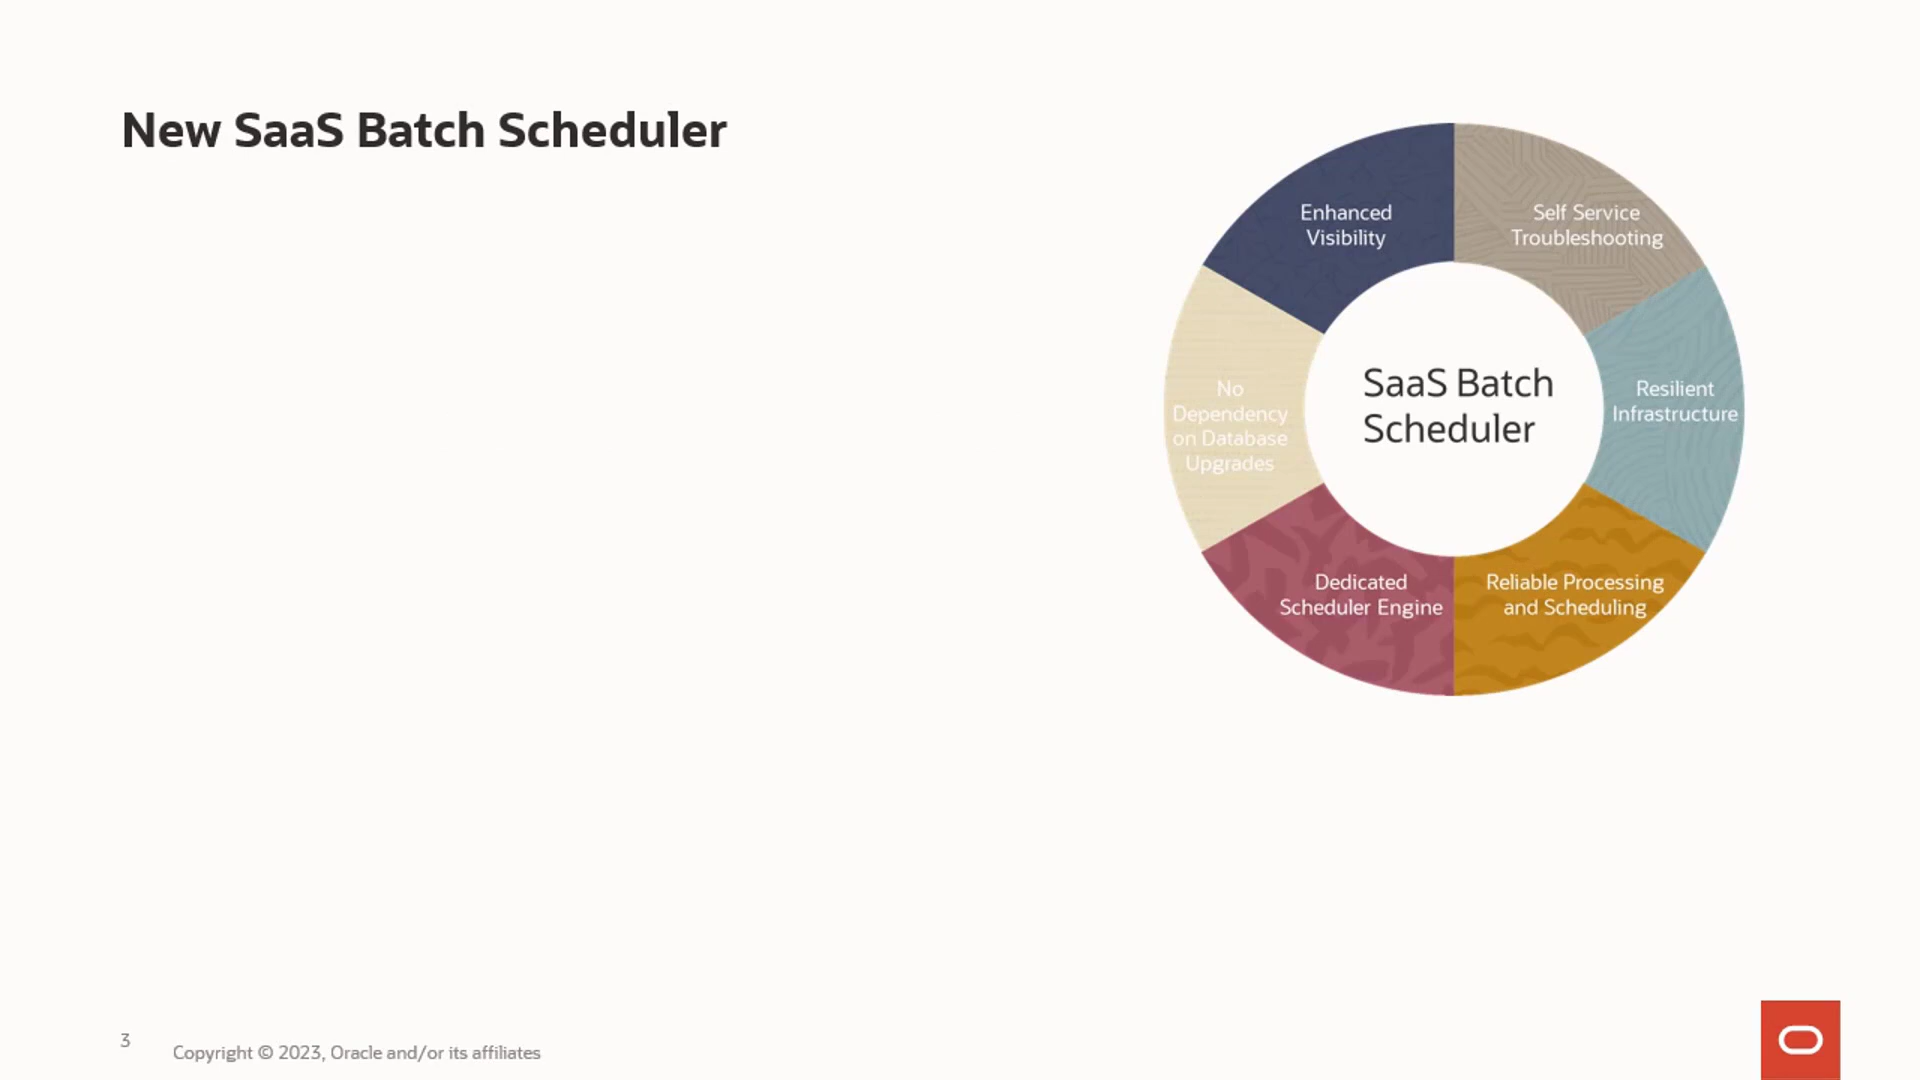 New SaaS Batch Scheduler
Enhanced
Visibility
Self Service
Troubleshooting
No
Dependency
on Database
Upgrades
SaaS Batch
Scheduler
Resilient
Infrastructure
Dedicated
Scheduler Engine
Reliable Processing
and Scheduling
3
Copyright © 2023, Oracle and/or its affiliates